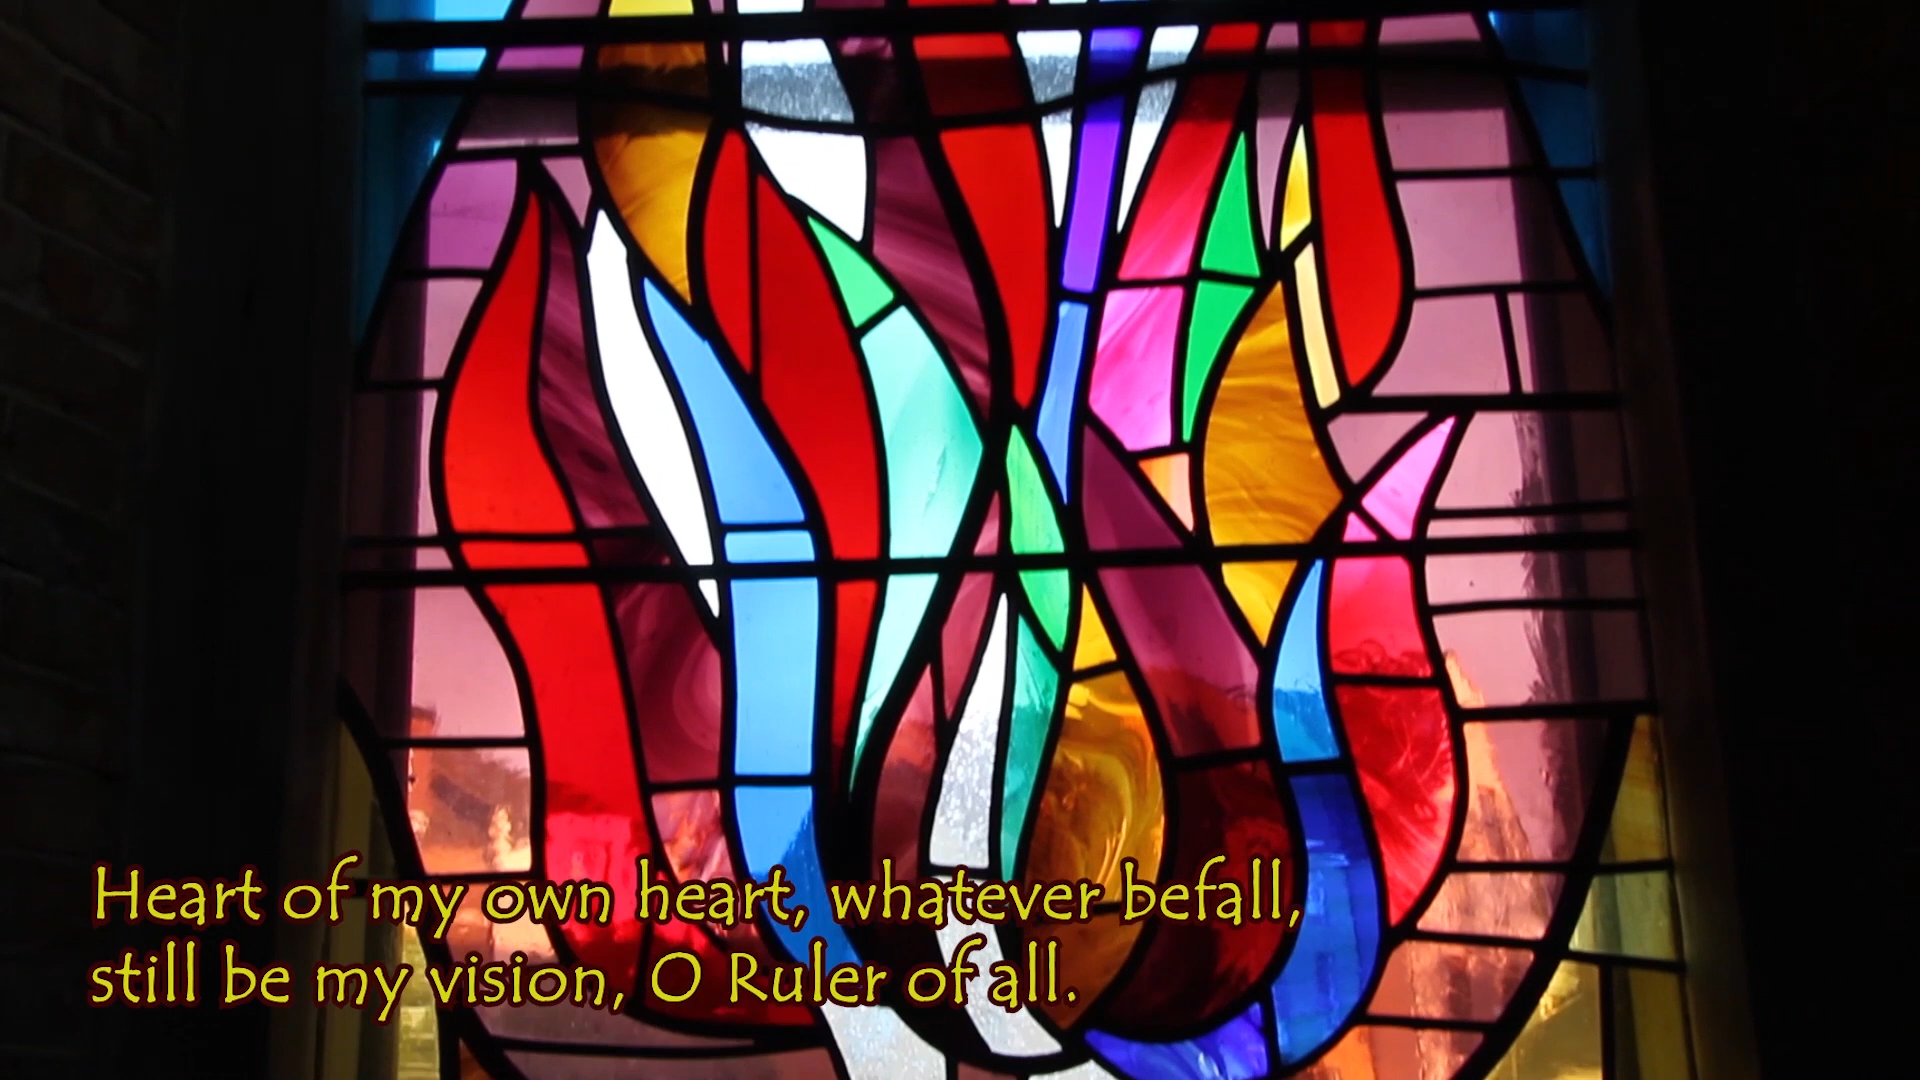 Heart of my own heart, whatever befall,
still be my vision, O Ruler of all.